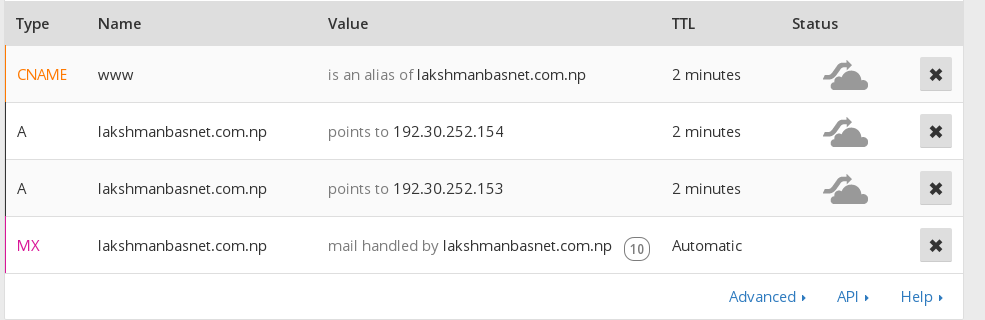 Type Name Value TTL Status
CNAME www is an alias of lakshmanbasnet.com.np 2 minutes
A lakshmanbasnet.com.np points to 192.30.252.154 2 minutes
A lakshmanbasnet.com.np points to 192.30.252.153 2 minutes
MX lakshmanbasnet.com.np mail handled by lakshmanbasnet.com.np 10 Automatic
Advanced API Help